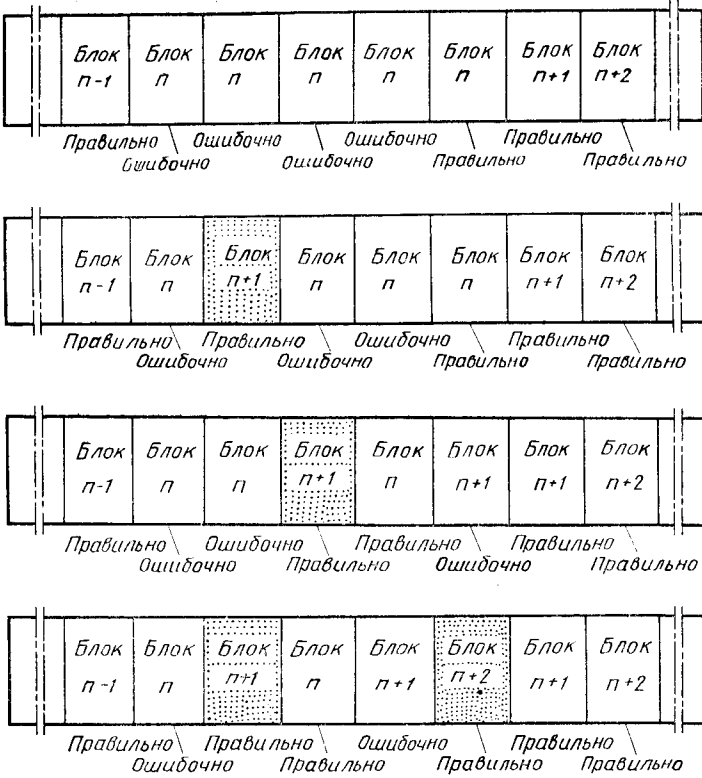 Блок Блок Блок Блок Блок Блок Блок Блок
n-1 n n n n n n+1 n+2
Правильно Ошибочно Ошибочно Правильно
Ошибочно Ошибочно Правильно Правильно
Блок Блок Блок Блок Блок Блок Блок Блок
n-1 n n+1 n n n n+1 n+2
Правильно Правильно Ошибочно Правильно
Ошибочно Ошибочно Правильно Правильно
Блок Блок Блок Блок Блок Блок Блок Блок
n-1 n n n+1 n n+1 n+1 n+2
Правильно Ошибочно Правильно Правильно
Ошибочно Правильно Ошибочно Правильно
Блок Блок Блок Блок Блок Блок Блок Блок
n-1 n n+1 n n+1 n+2 n+1 n+2
Правильно Правильно Ошибочно Правильно
Ошибочно Правильно Правильно Правильно